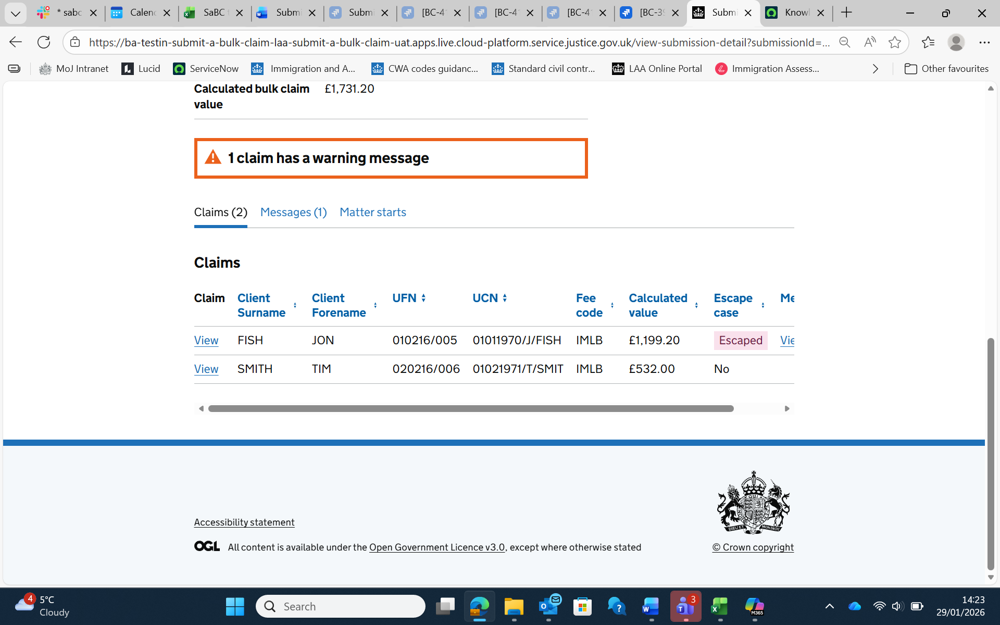 * sabc
Calenc
SaBC f
Submi
Submi
[BC-4
[BC-4
[BC-4
[BC-39
Submi
Knowl
https://ba-testin-submit-a-bulk-claim-laa-submit-a-bulk-claim-uat.apps.live.cloud-platform.service.justice.gov.uk/view-submission-detail?submissionId=...
MoJ Intranet
Lucid
ServiceNow
Immigration and A...
CWA codes guidanc...
Standard civil contr...
LAA Online Portal
Immigration Assess...
Other favourites
Calculated bulk claim value £1,731.20
1 claim has a warning message
Claims (2) Messages (1) Matter starts
Claims
Claim Client Surname Client Forename UFN UCN Fee code Calculated value Escape case Me
View FISH JON 010216/005 01011970/J/FISH IMLB £1,199.20 Escaped Vie
View SMITH TIM 020216/006 01021971/T/SMIT IMLB £532.00 No
Accessibility statement
OGL All content is available under the Open Government Licence v3.0, except where otherwise stated
© Crown copyright
4 5°C
Cloudy
Search
3
M365
14:23
29/01/2026